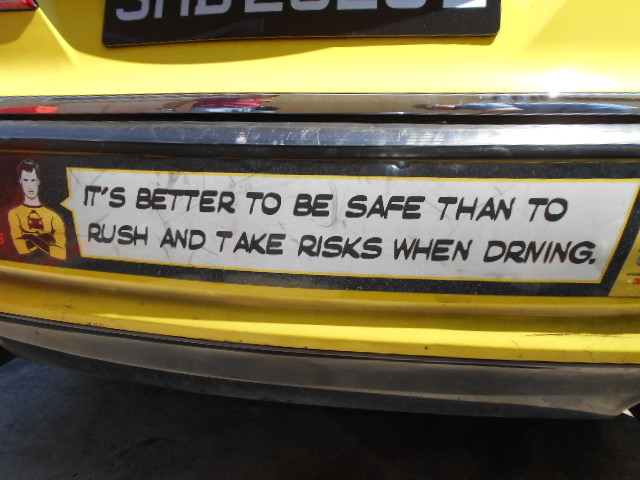 IT'S BETTER TO BE SAFE THAN TO
RUSH AND TAKE RISKS WHEN DRIVING.